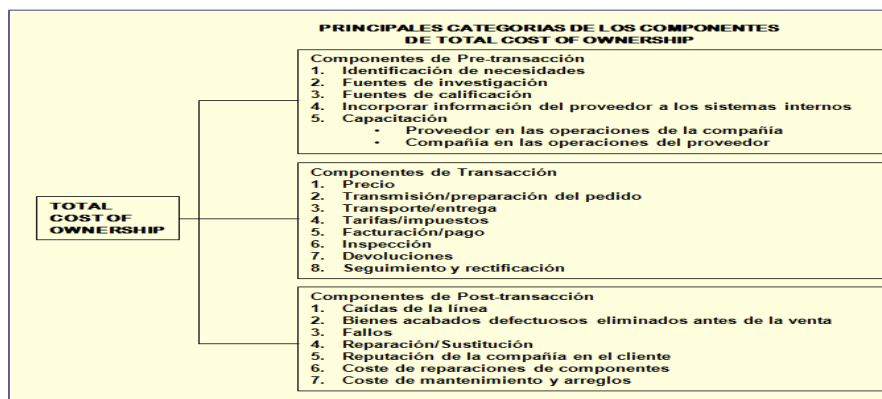 PRINCIPALES CATEGORIAS DE LOS COMPONENTES
DE TOTAL COST OF OWNERSHIP
Componentes de Pre-transacción
1. Identificación de necesidades
2. Fuentes de investigación
3. Fuentes de calificación
4. Incorporar información del proveedor a los sistemas internos
5. Capacitación
• Proveedor en las operaciones de la compañía
• Compañía en las operaciones del proveedor
TOTAL
COST OF
OWNERSHIP
Componentes de Transacción
1. Precio
2. Transmisión/preparación del pedido
3. Transporte/entrega
4. Tarifas/impuestos
5. Facturación/pago
6. Inspección
7. Devoluciones
8. Seguimiento y rectificación
Componentes de Post-transacción
1. Caídas de la línea
2. Bienes acabados defectuosos eliminados antes de la venta
3. Fallos
4. Reparación/Sustitución
5. Reputación de la compañía en el cliente
6. Coste de reparaciones de componentes
7. Coste de mantenimiento y arreglos